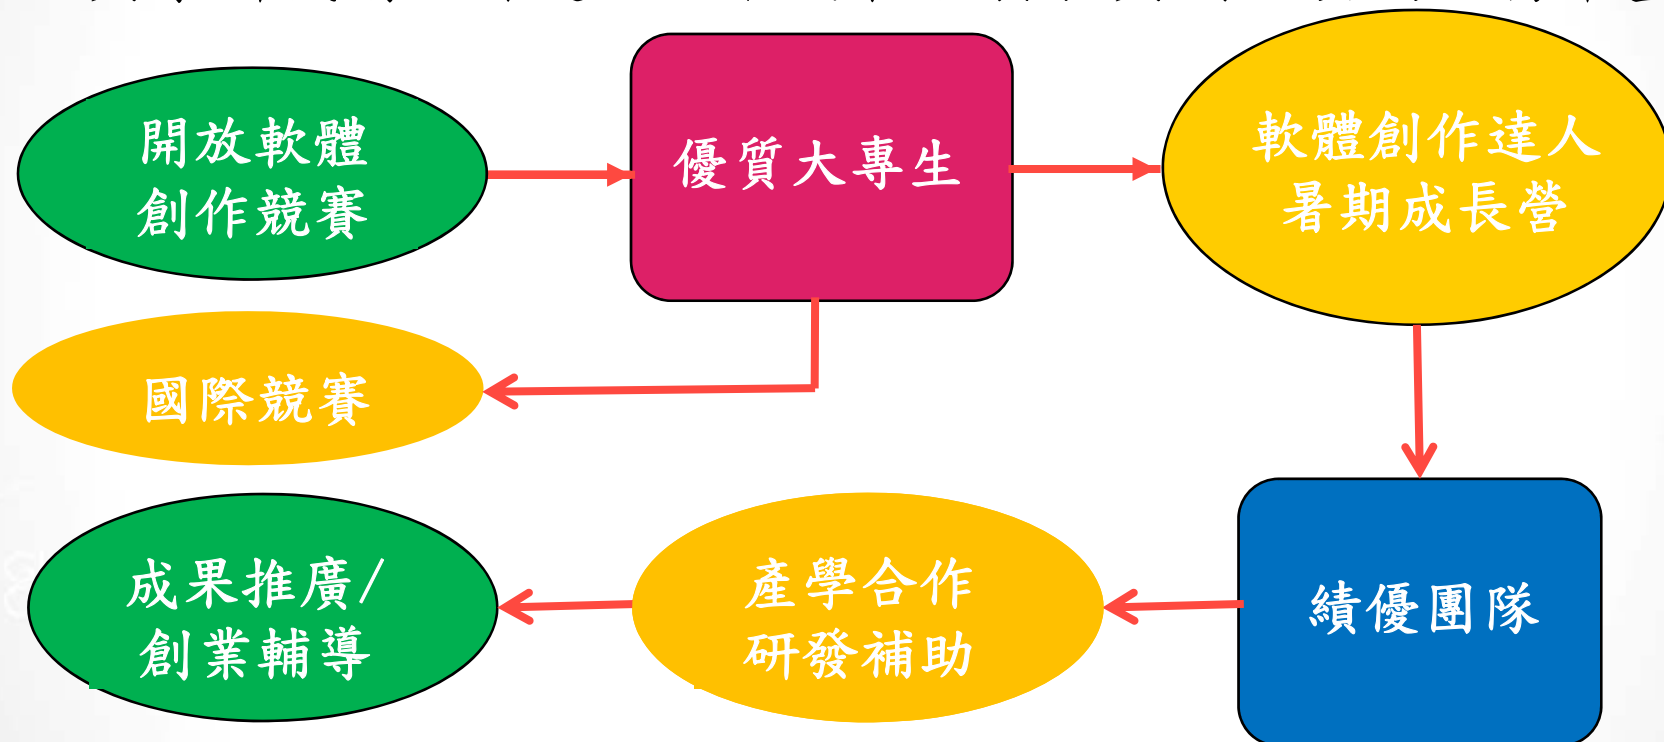 開放軟體
創作競賽
優質大專生
軟體創作達人
暑期成長營
國際競賽
成果推廣/
創業輔導
產學合作
研發補助
績優團隊